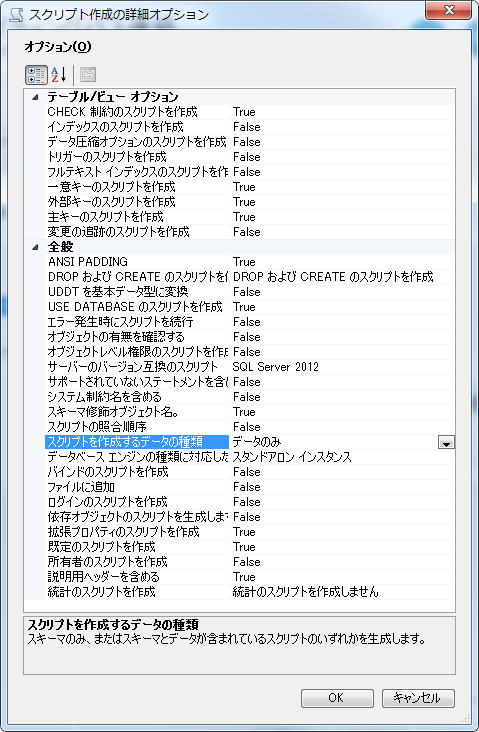 スクリプト作成の詳細オプション
オプション(O)
テーブル/ビュー オプション
CHECK 制約のスクリプトを作成 True
インデックスのスクリプトを作成 False
データ圧縮オプションのスクリプトを作成 False
トリガーのスクリプトを作成 False
フルテキスト インデックスのスクリプトを作 False
一意キーのスクリプトを作成 True
外部キーのスクリプトを作成 True
主キーのスクリプトを作成 True
変更の追跡のスクリプトを作成 False
全般
ANSI PADDING True
DROP および CREATE のスクリプトを作 DROP および CREATE のスクリプトを作成
UDDT を基本データ型に変換 False
USE DATABASE のスクリプトを作成 True
エラー発生時にスクリプトを続行 False
オブジェクトの有無を確認する False
オブジェクトレベル権限のスクリプトを作成 False
サーバーのバージョン互換のスクリプト SQL Server 2012
サポートされていないステートメントを含め False
システム制約名を含める False
スキーマ修飾オブジェクト名。 True
スクリプトの照合順序 False
スクリプトを作成するデータの種類 データのみ
データベース エンジンの種類に対応した スタンドアロン インスタンス
バインドのスクリプトを作成 False
ファイルに追加 False
ログインのスクリプトを作成 False
依存オブジェクトのスクリプトを生成しま False
拡張プロパティのスクリプトを作成 True
既定のスクリプトを作成 True
所有者のスクリプトを作成 False
説明用ヘッダーを含める True
統計のスクリプトを作成 統計のスクリプトを作成しません
スクリプトを作成するデータの種類
スキーマのみ、またはスキーマとデータが含まれているスクリプトのいずれかを生成します。
OK キャンセル